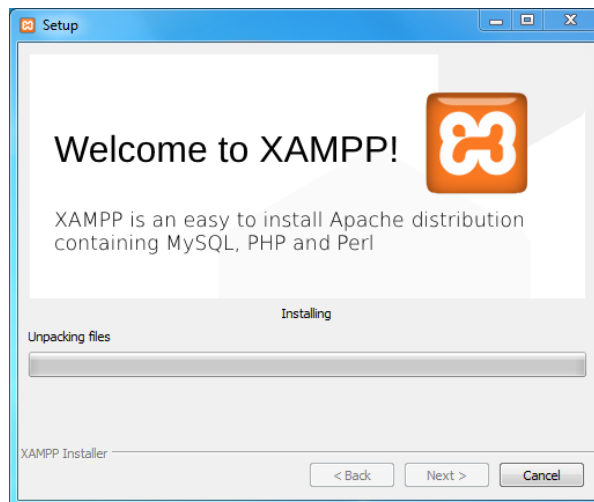 Setup
Welcome to XAMPP!
XAMPP is an easy to install Apache distribution
containing MySQL, PHP and Perl
Installing
Unpacking files
XAMPP Installer
< Back
Next >
Cancel